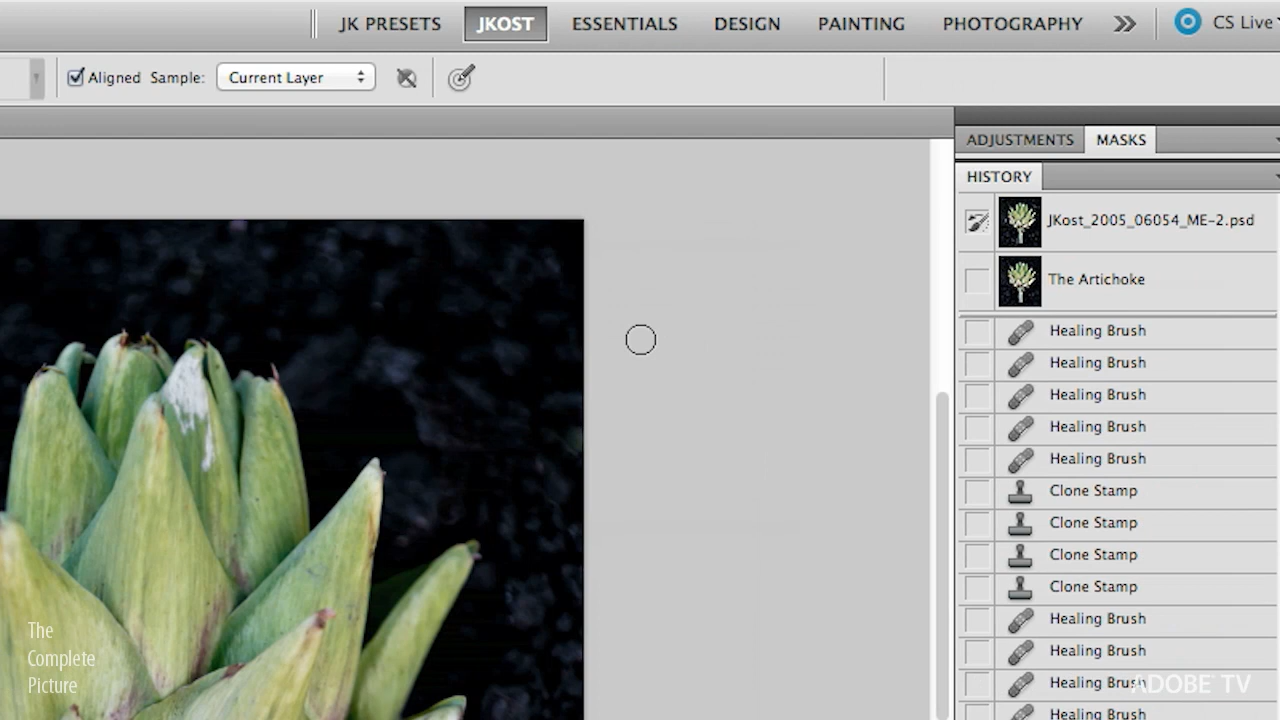 JK PRESETS JKOST ESSENTIALS DESIGN PAINTING PHOTOGRAPHY CS Live
Aligned Sample: Current Layer
ADJUSTMENTS MASKS
HISTORY
JKost_2005_06054_ME-2.psd
The Artichoke
Healing Brush
Healing Brush
Healing Brush
Healing Brush
Healing Brush
Clone Stamp
Clone Stamp
Clone Stamp
Clone Stamp
Healing Brush
Healing Brush
Healing Brush
Healing Brush
The
Complete
Picture
ADOBE TV